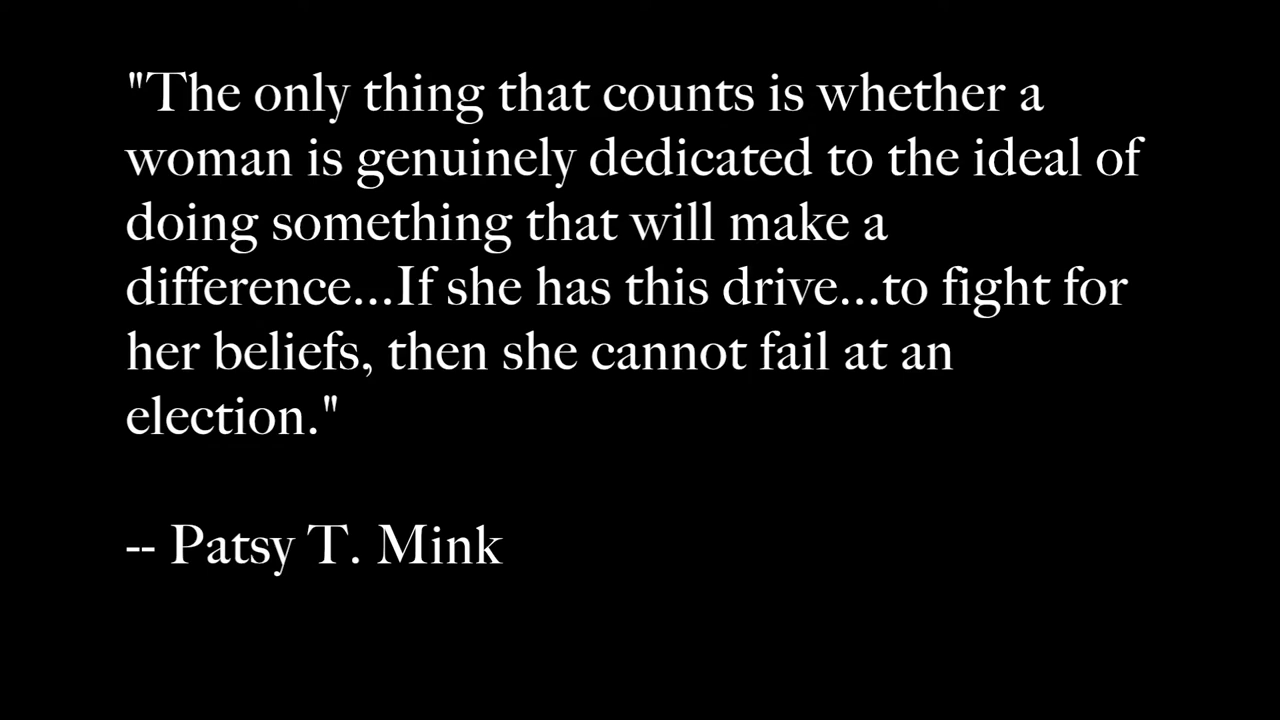 "The only thing that counts is whether a
woman is genuinely dedicated to the ideal of
doing something that will make a
difference...If she has this drive...to fight for
her beliefs, then she cannot fail at an
election."
-- Patsy T. Mink